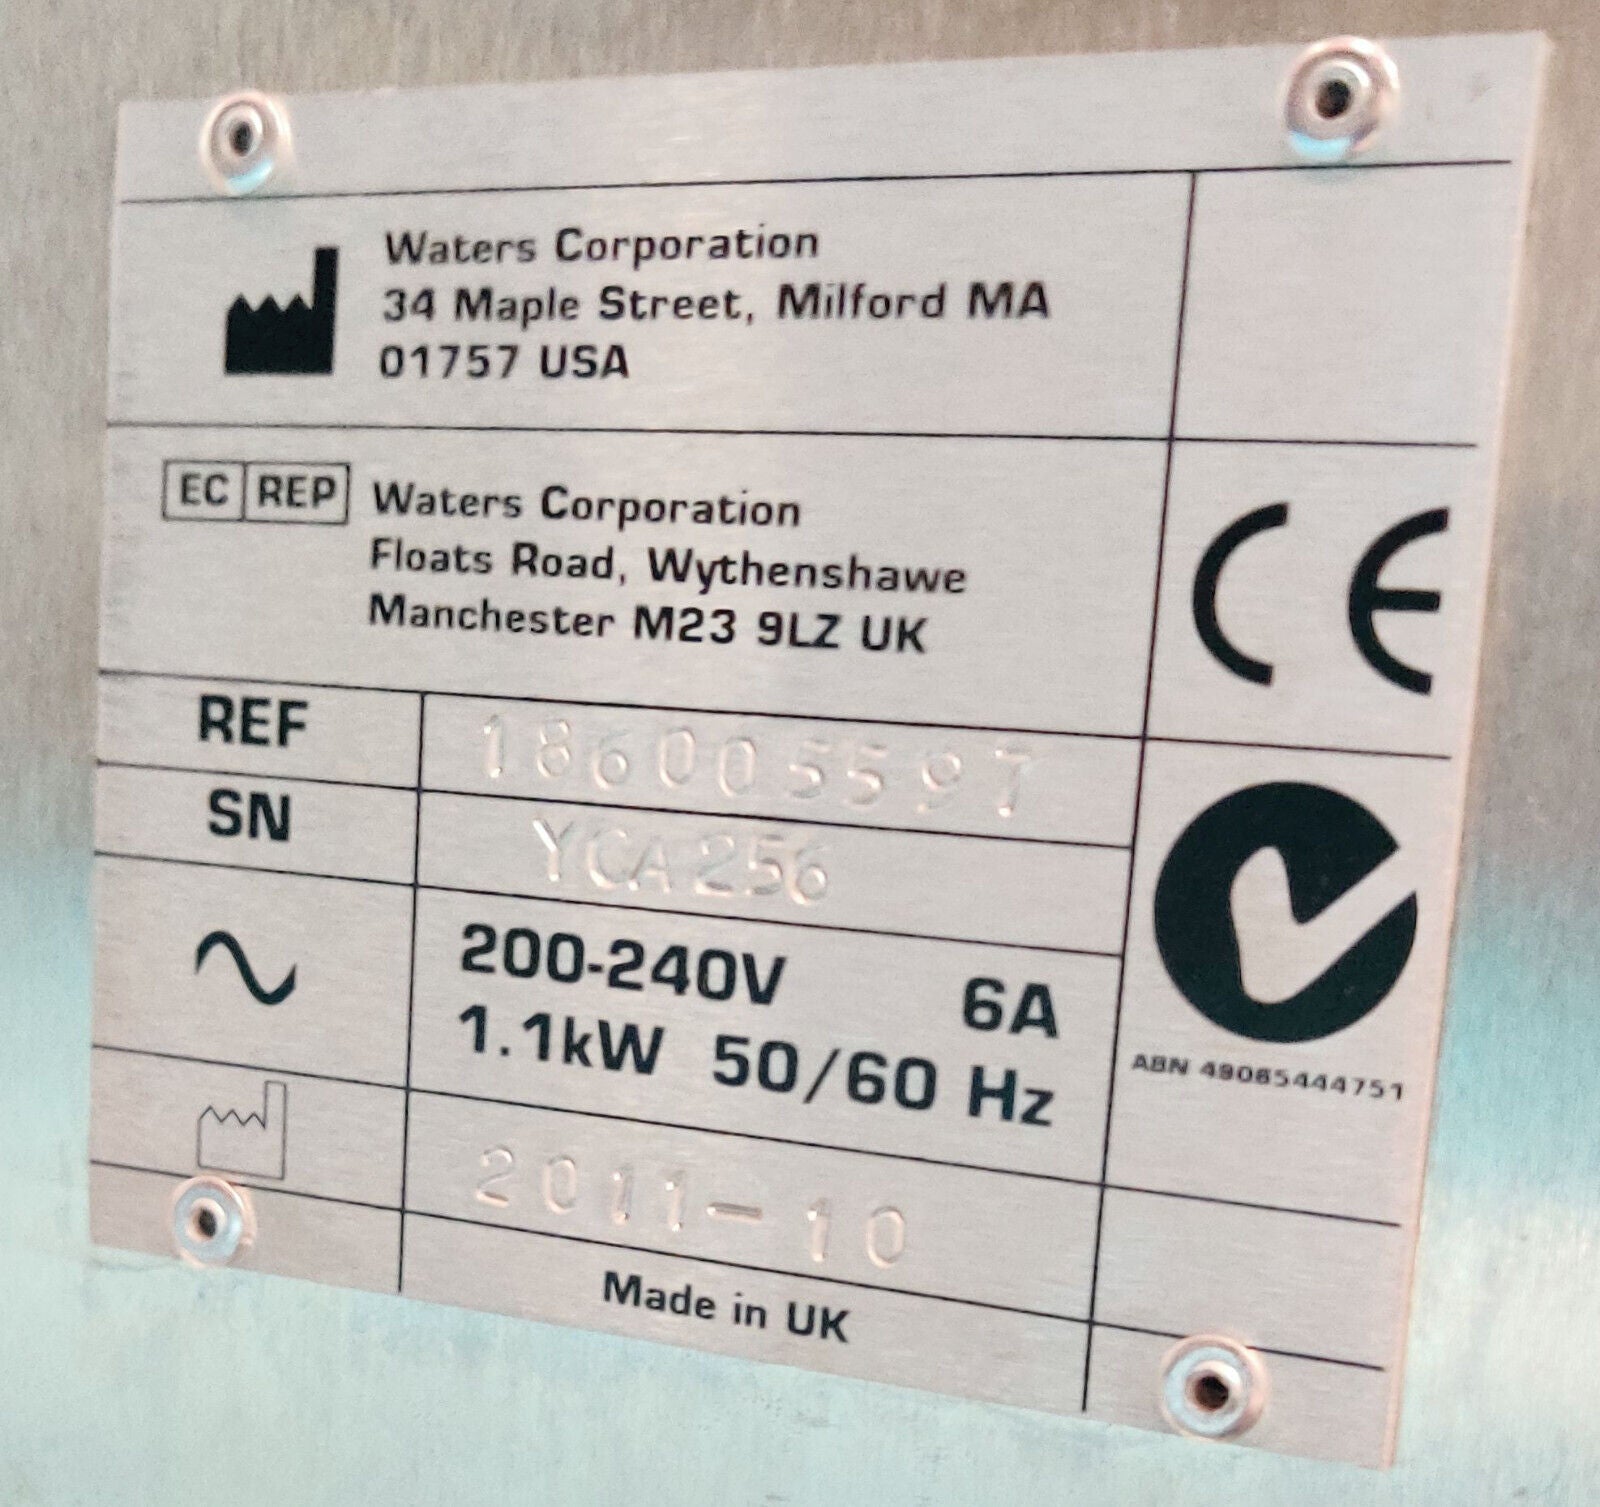 Waters Corporation
34 Maple Street, Milford MA
01757 USA
EC REP
Waters Corporation
Floats Road, Wythenshawe
Manchester M23 9LZ UK
CE
REF 186005597
SN YCA256
200-240V 6A
1.1kW 50/60 Hz
ABN 49065444751
2011-10
Made in UK